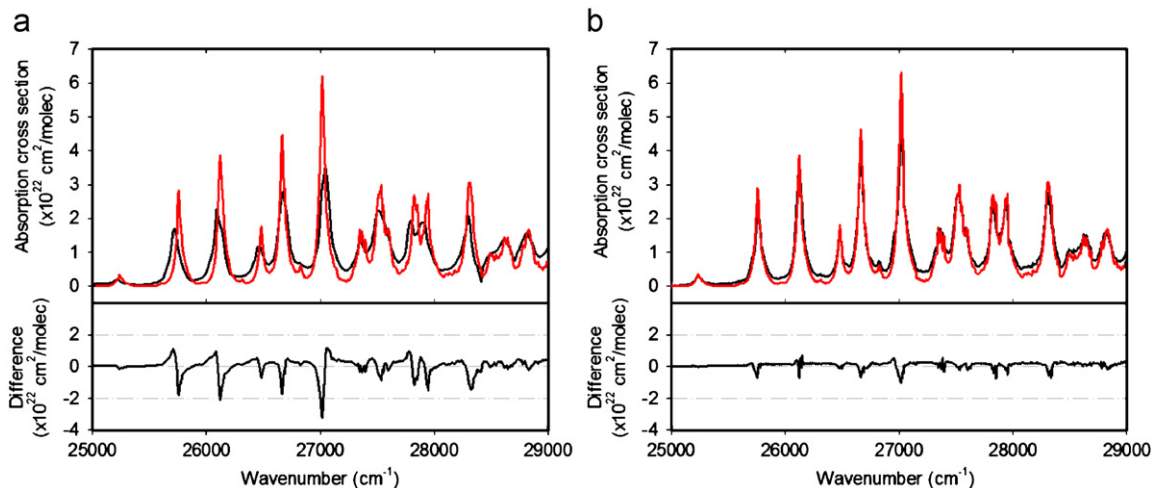 a
b
7
6
5
4
3
2
1
0
Absorption cross section
(x10²² cm²/molec)
2
0
-2
-4
Difference
(x10²² cm²/molec)
25000 26000 27000 28000 29000
Wavenumber (cm⁻¹)
7
6
5
4
3
2
1
0
Absorption cross section
(x10²² cm²/molec)
2
0
-2
-4
Difference
(x10²² cm²/molec)
25000 26000 27000 28000 29000
Wavenumber (cm⁻¹)